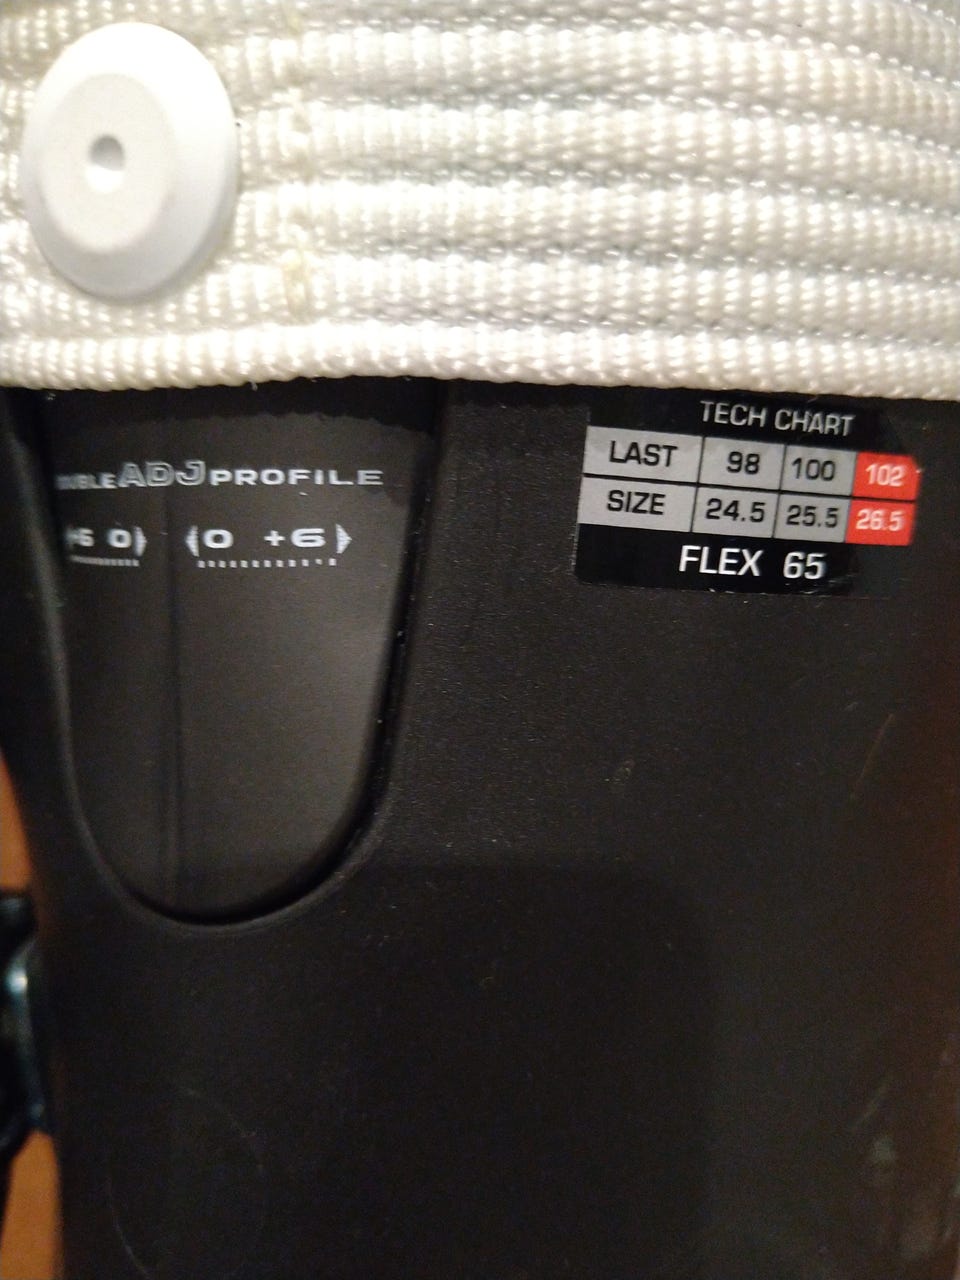 ADJ PROFILE
0) (0 +6)
TECH CHART
LAST 98 100 102
SIZE 24.5 25.5 26.5
FLEX 65